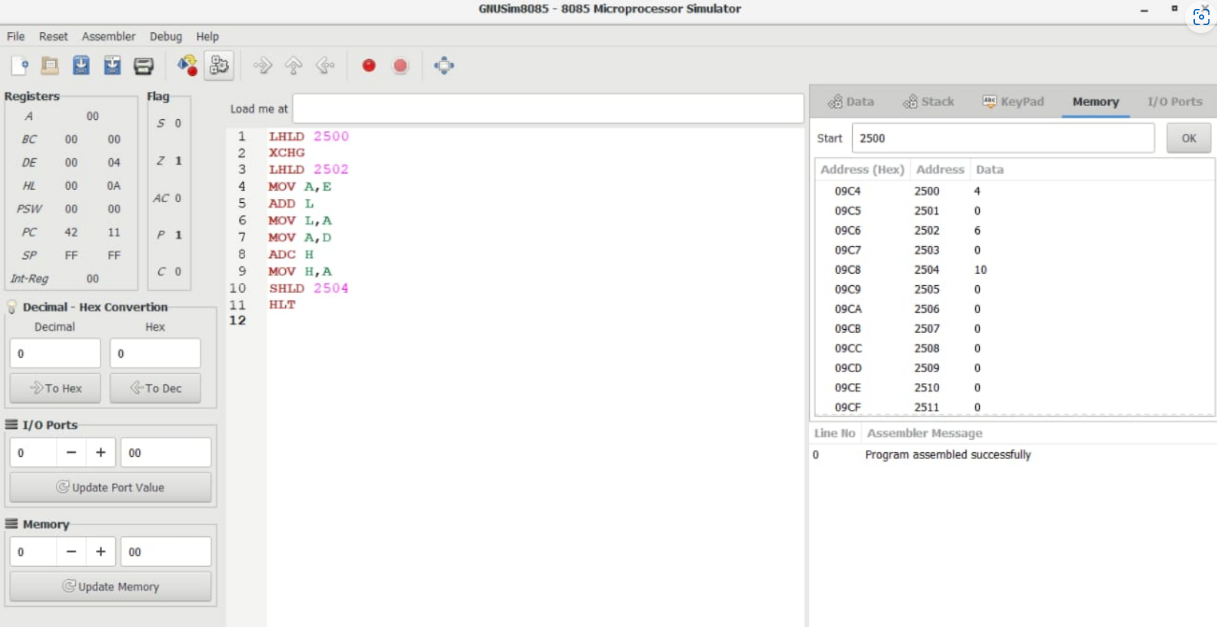 GNUSim8085 - 8085 Microprocessor Simulator
File Reset Assembler Debug Help
Registers
A 00
BC 00 00
DE 00 04
HL 00 0A
PSW 00 00
PC 42 11
SP FF FF
Int-Reg 00
Flag
S 0
Z 1
AC 0
P 1
C 0
Decimal - Hex Convertion
Decimal Hex
0 0
To Hex To Dec
I/O Ports
0 − + 00
Update Port Value
Memory
0 − + 00
Update Memory
Load me at
1 LHLD 2500
2 XCHG
3 LHLD 2502
4 MOV A,E
5 ADD L
6 MOV L,A
7 MOV A,D
8 ADC H
9 MOV H,A
10 SHLD 2504
11 HLT
12
Data Stack Abc KeyPad Memory I/O Ports
Start 2500 OK
Address (Hex) Address Data
09C4 2500 4
09C5 2501 0
09C6 2502 6
09C7 2503 0
09C8 2504 10
09C9 2505 0
09CA 2506 0
09CB 2507 0
09CC 2508 0
09CD 2509 0
09CE 2510 0
09CF 2511 0
Line No Assembler Message
0 Program assembled successfully